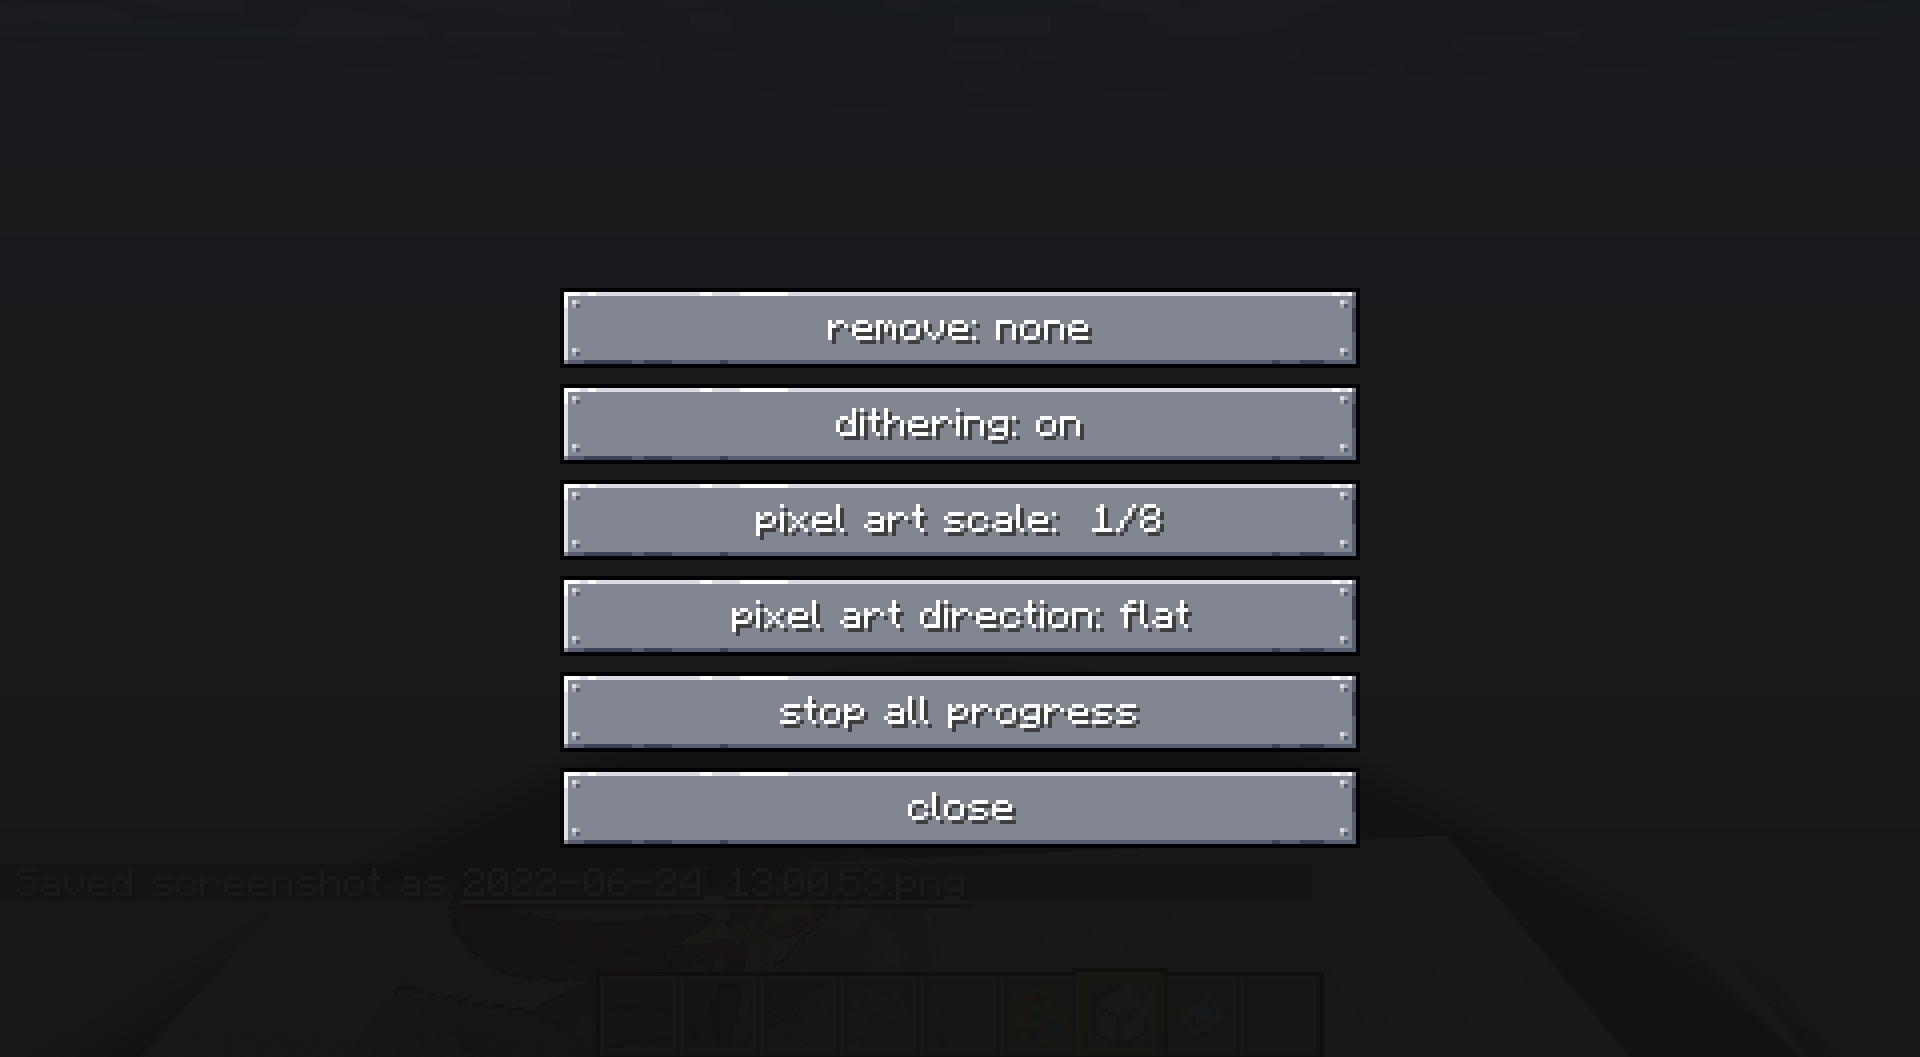 remove: none
dithering: on
pixel art scale:  1/8
pixel art direction: flat
stop all progress
close
Saved screenshot as 2022-06-24_13.00.53.png